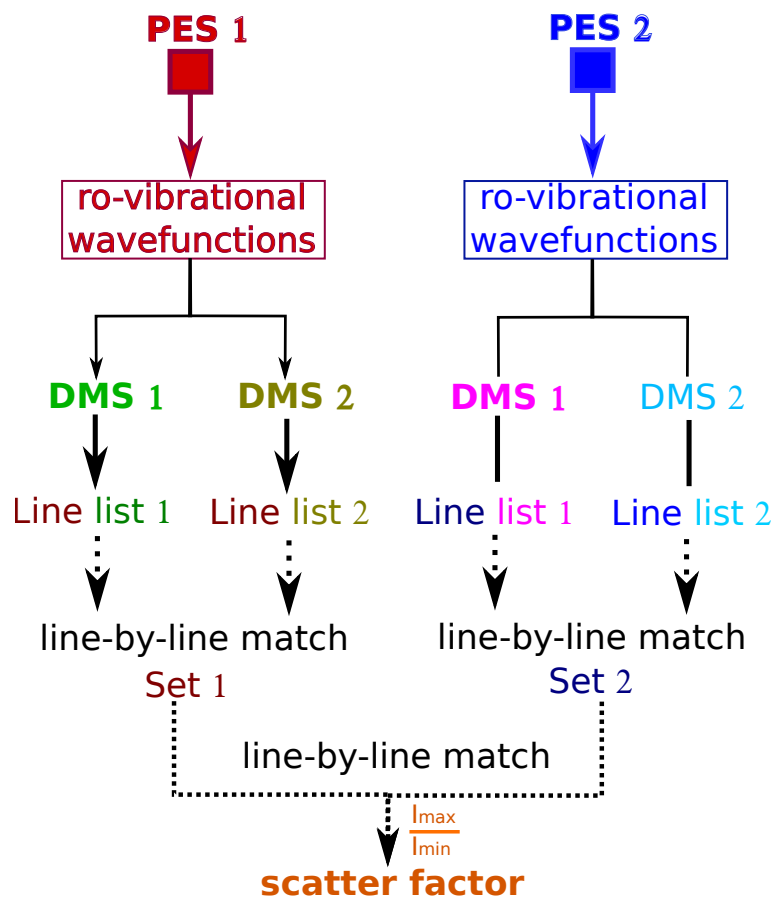 PES 1
PES 2
ro-vibrational
wavefunctions
ro-vibrational
wavefunctions
DMS 1
DMS 2
DMS 1
DMS 2
Line list 1
Line list 2
Line list 1
Line list 2
line-by-line match
Set 1
line-by-line match
Set 2
line-by-line match
Imax
Imin
scatter factor